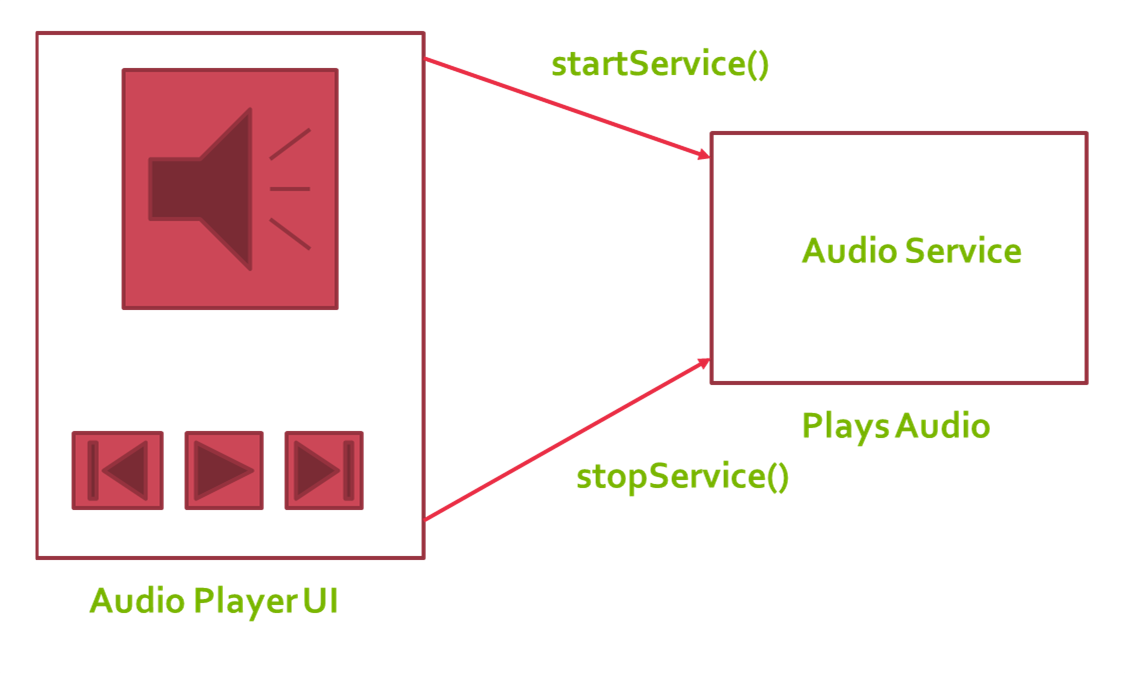 startService()
Audio Service
Plays Audio
stopService()
Audio Player UI